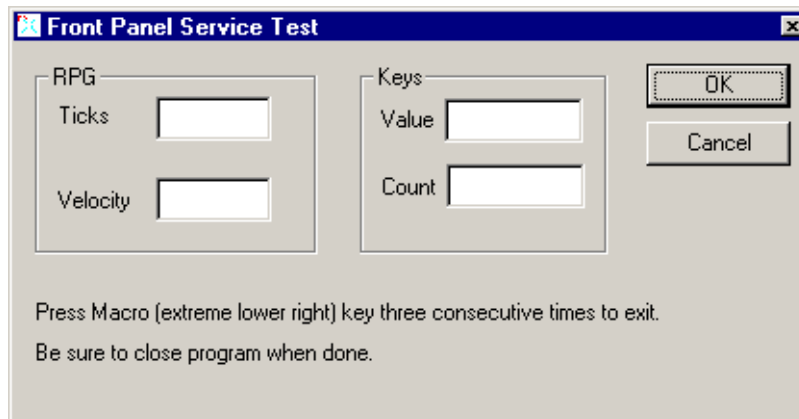 Front Panel Service Test
RPG
Ticks
Velocity
Keys
Value
Count
OK
Cancel
Press Macro (extreme lower right) key three consecutive times to exit.
Be sure to close program when done.